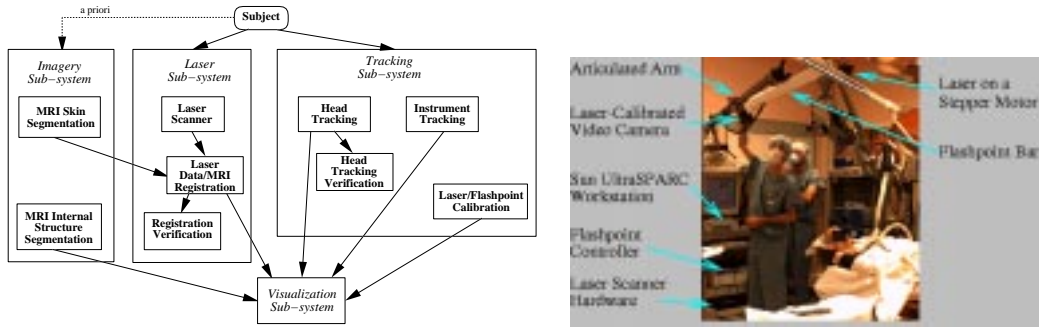 a priori
Subject
Imagery
Sub-system
Laser
Sub-system
Tracking
Sub-system
MRI Skin
Segmentation
Laser
Scanner
Head
Tracking
Instrument
Tracking
Laser
Data/MRI
Registration
Head
Tracking
Verification
MRI Internal
Structure
Segmentation
Registration
Verification
Laser/Flashpoint
Calibration
Visualization
Sub-system
Articulated Arm
Laser-Calibrated
Video Camera
Sun UltraSPARC
Workstation
Flashpoint
Controller
Laser Scanner
Hardware
Laser on a
Stepper Motor
Flashpoint Bar